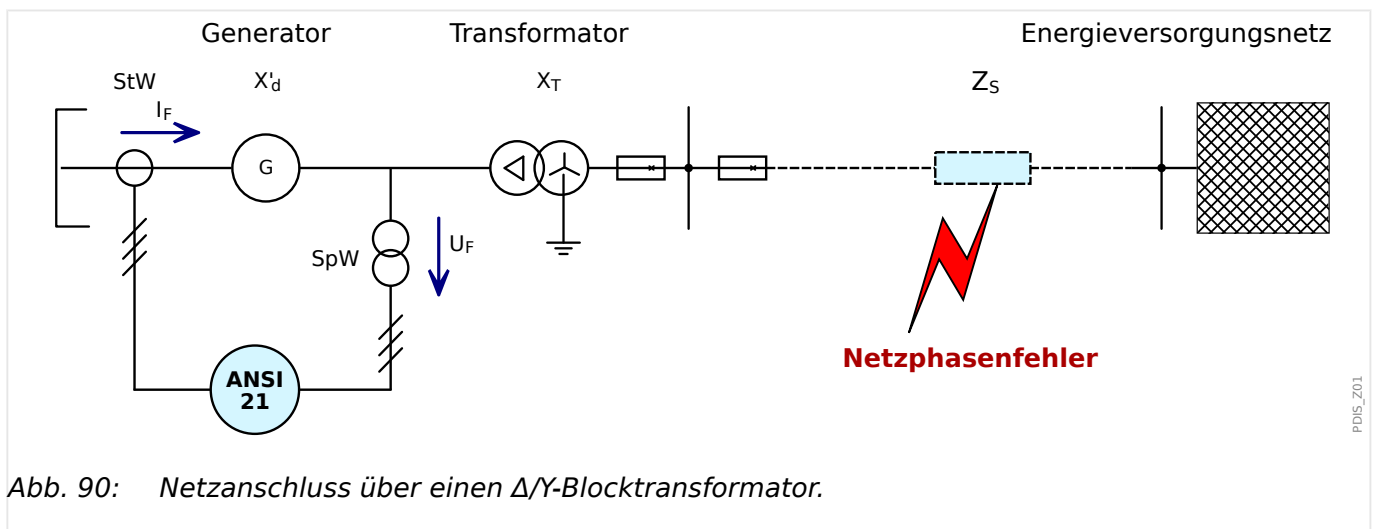 Generator
Transformator
Energieversorgungsnetz
StW
X'd
XT
ZS
IF
G
SpW
UF
ANSI
21
Netzphasenfehler
PDIS_Z01
Abb. 90: Netzanschluss über einen Δ/Y-Blocktransformator.